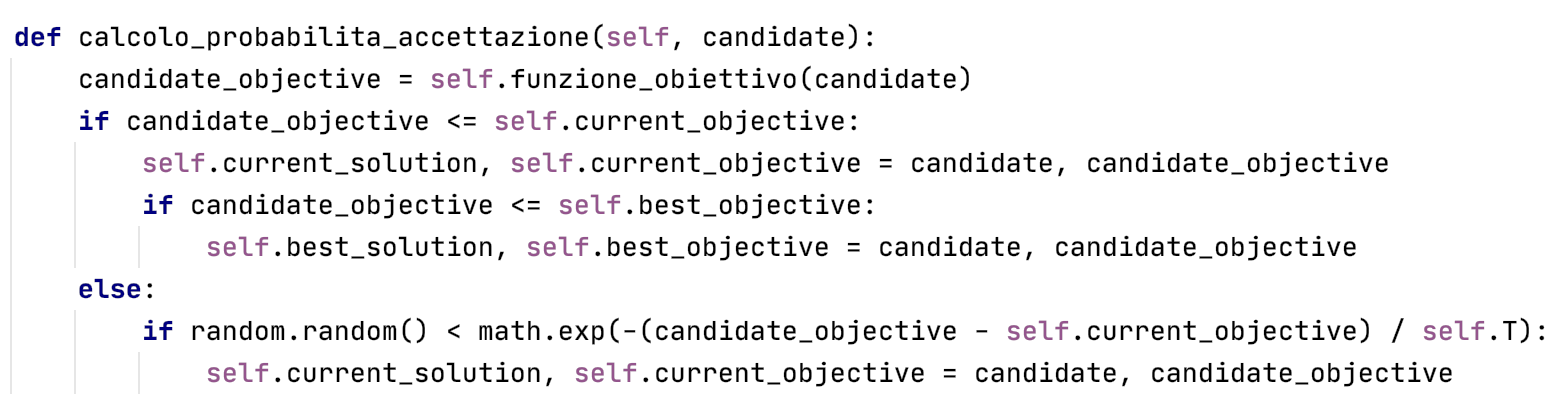 def calcolo_probabilita_accettazione(self, candidate):
    candidate_objective = self.funzione_obiettivo(candidate)
    if candidate_objective <= self.current_objective:
        self.current_solution, self.current_objective = candidate, candidate_objective
        if candidate_objective <= self.best_objective:
            self.best_solution, self.best_objective = candidate, candidate_objective
    else:
        if random.random() < math.exp(-(candidate_objective - self.current_objective) / self.T):
            self.current_solution, self.current_objective = candidate, candidate_objective